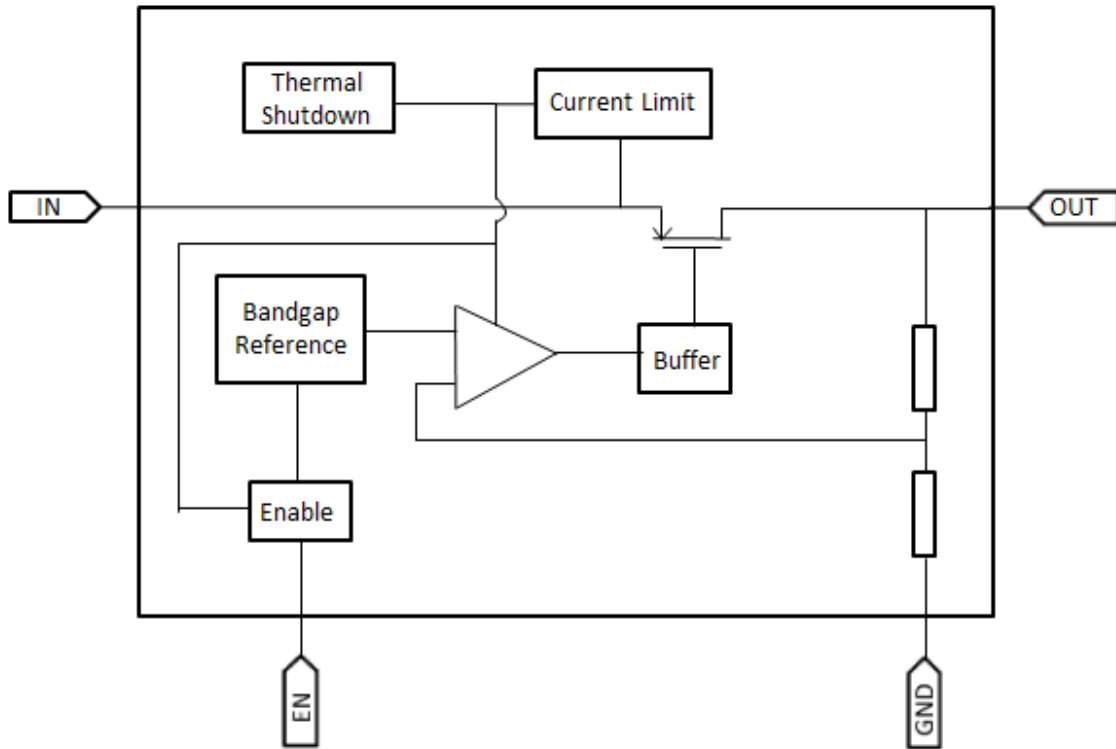 Thermal
Shutdown
Current Limit
IN
OUT
Bandgap
Reference
Buffer
Enable
EN
GND